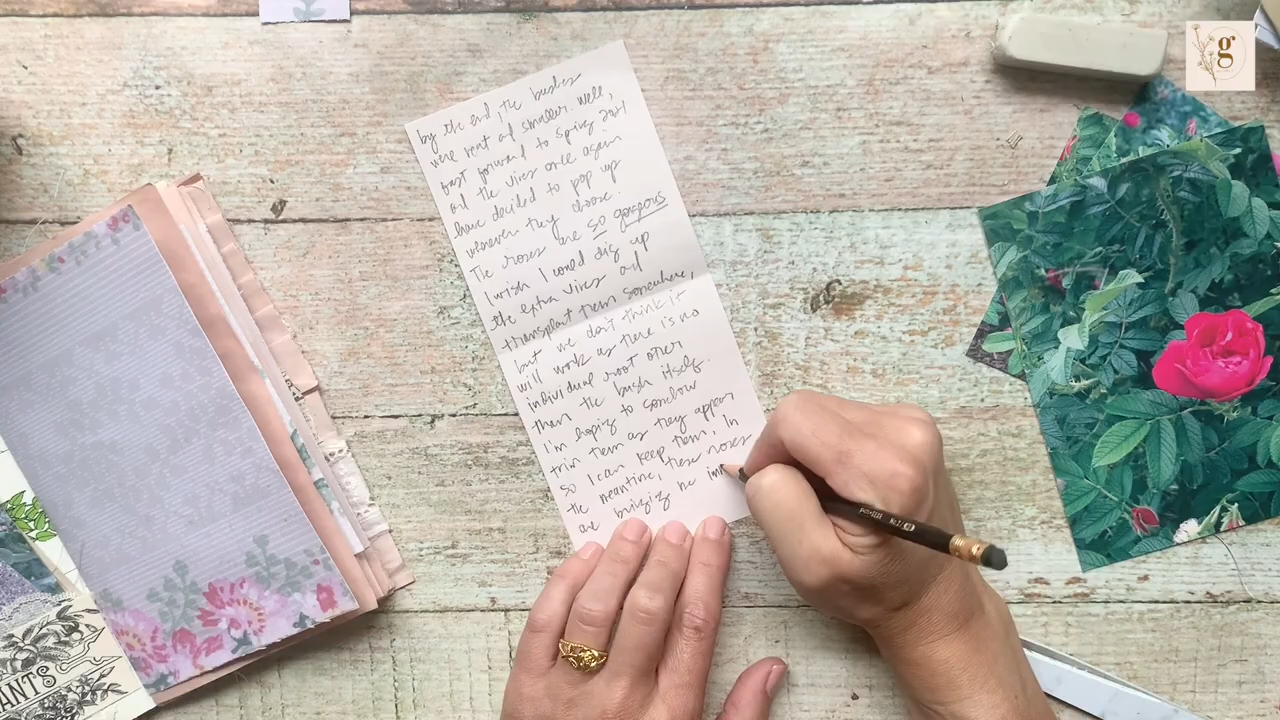 by the end, the bushes
were neat and smaller. Well,
fast forward to Spring 2021
and the vines once again
have decided to pop up
wherever they choose
The roses are so gorgeous
I wish I could dig up
the extra vines and
transplant them somewhere,
but we don't think it
will work as there is no
individual root other
than the bush itself.
I'm hoping to somehow
trim them as they appear
so I can keep them. In
the meantime, these roses
are bringing me imm
g
ANTS